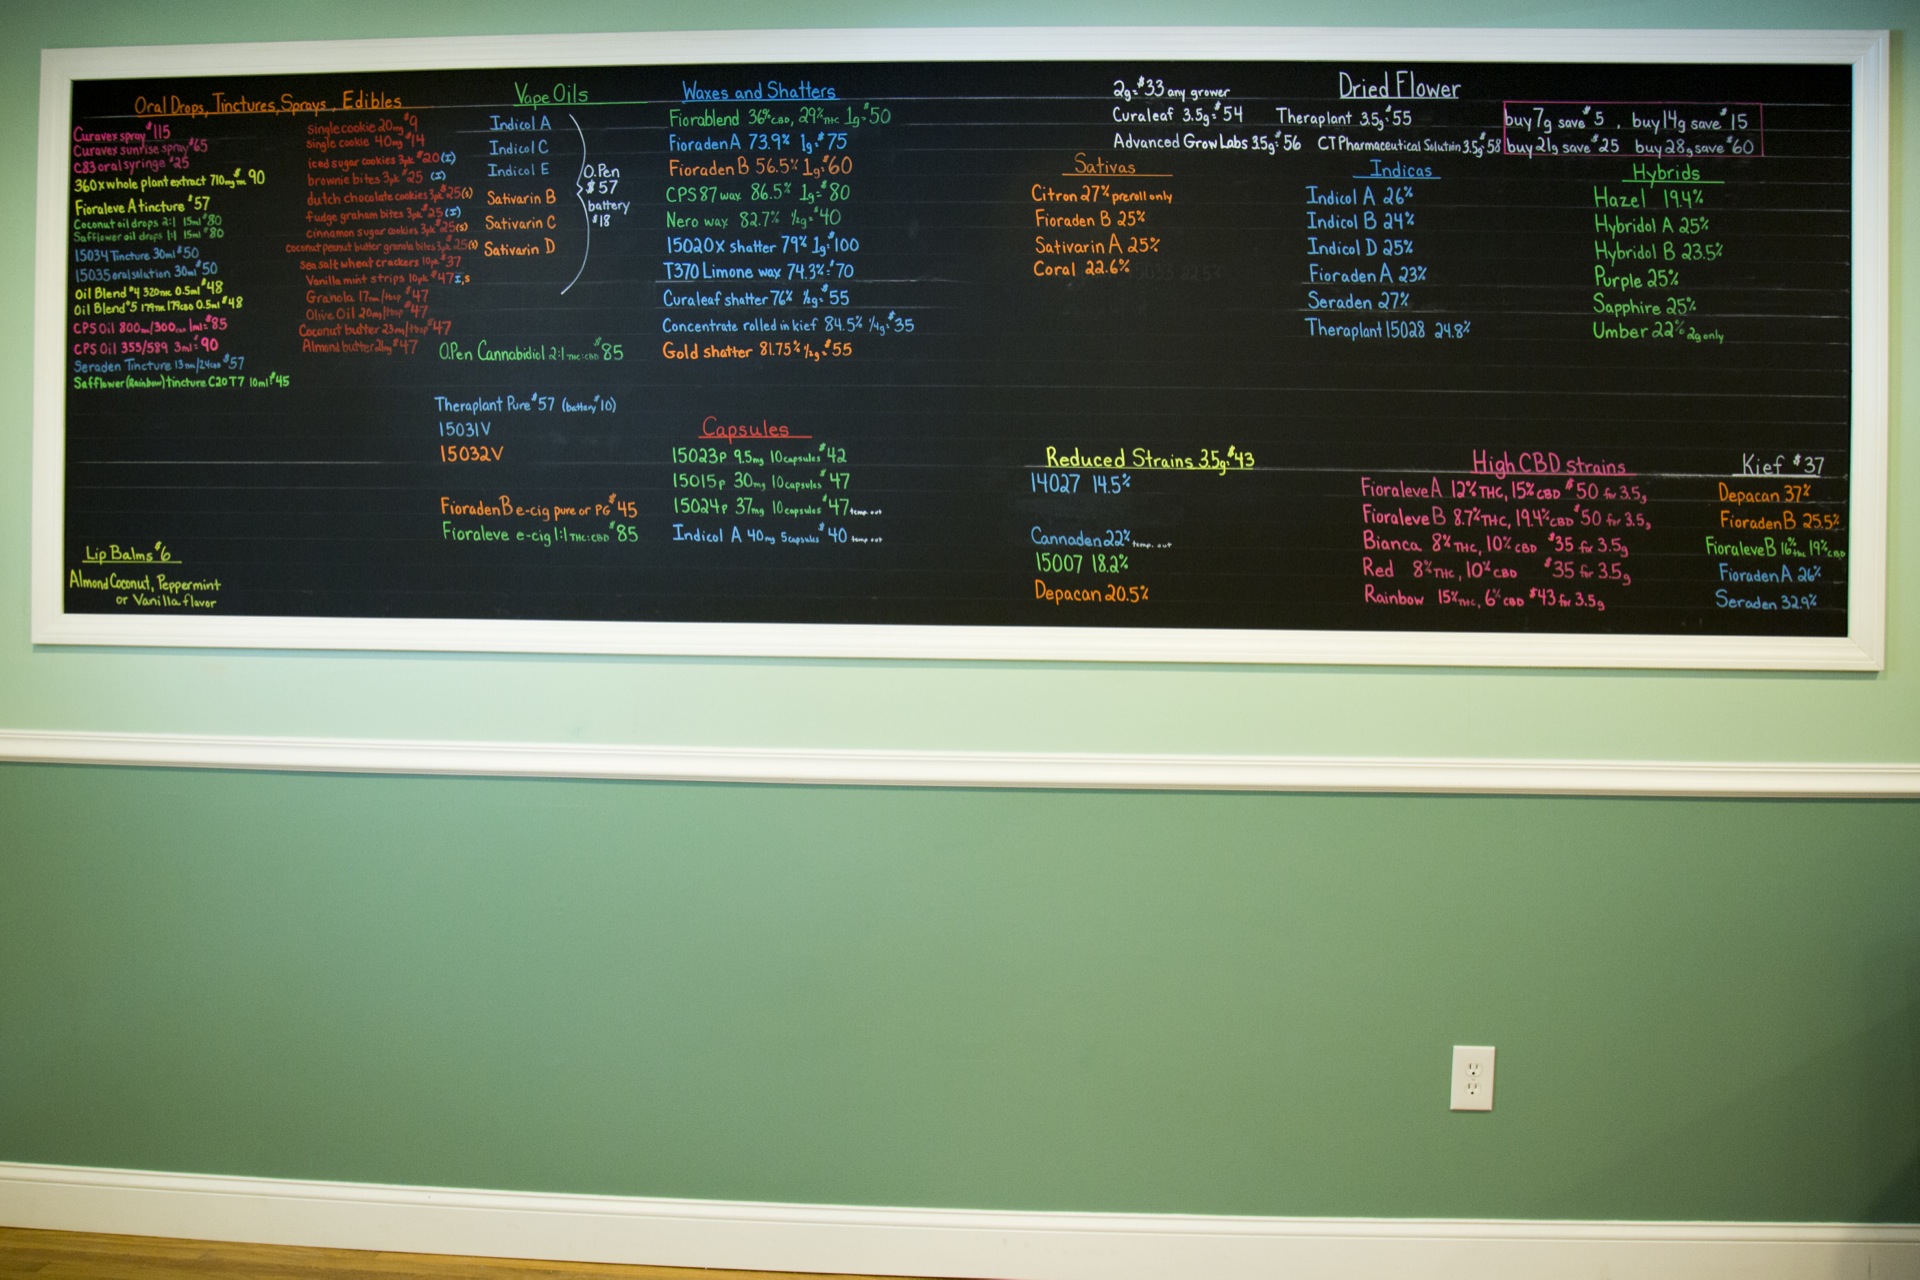 Oral Drops, Tinctures, Sprays, Edibles
Curavex spray $115
Curavex sunrise spray $65
C83 oral syringe $25
360x whole plant extract 710mg $90
Fioraleve A tincture $57
Coconut oil drops 2:1 15ml $80
Safflower oil drops 1:1 15ml $80
15034 Tincture 30ml $50
15035 oral solution 30ml $50
Oil Blend #4 320THC 0.5ml $48
Oil Blend #5 179THC 179CBD 0.5ml $48
CPS Oil 800/300 1ml = $85
CPS Oil 355/589 3ml = $90
Seraden Tincture 13THC/24CBD $57
Safflower (Rainbow) tincture C20T7 10ml $45
Lip Balms $6
Almond Coconut, Peppermint
or Vanilla flavor
single cookie 20mg $9
single cookie 40mg $14
iced sugar cookies 3pk $20 (I)
brownie bites 3pk $25 (I)
dutch chocolate cookies 3pk $25 (s)
fudge graham bites 3pk $25 (I)
cinnamon sugar cookies 3pk $25 (s)
coconut peanut butter granola bites 3pk $25 (s)
sea salt wheat crackers 10pk $37
Vanilla mint strips 10pk $47 I,s
Granola 17mg/tbsp $47
Olive Oil 20mg/tbsp $47
Coconut butter 23mg/tbsp $47
Almond butter 21mg $47
Vape Oils
Indicol A
Indicol C
Indicol E
Sativarin B
Sativarin C
Sativarin D
O.Pen
$57
battery
$18
O.Pen Cannabidiol 2:1 THC:CBD $85
Theraplant Pure $57 (battery $10)
15031V
15032V
Fioraden B e-cig pure or PG $45
Fioraleve e-cig 1:1 THC:CBD $85
Waxes and Shatters
Fiorablend 36% CBD, 29% THC 1g = $50
Fioraden A 73.9% 1g = $75
Fioraden B 56.5% 1g = $60
CPS 87 wax 86.5% 1g = $80
Nero wax 82.7% ½g = $40
15020X shatter 79% 1g = $100
T370 Limone wax 74.3% = $70
Curaleaf shatter 76% ½g = $55
Concentrate rolled in kief 84.5% ¼g = $35
Gold shatter 81.75% ½g = $55
Capsules
15023p 9.5mg 10 capsules $42
15015p 30mg 10 capsules $47
15024p 37mg 10 capsules $47 temp. out
Indicol A 40mg 5 capsules $40 temp out
Dried Flower
2g = $33 any grower
Curaleaf 3.5g = $54 Theraplant 3.5g = $55
Advanced Grow Labs 3.5g = $56 CT Pharmaceutical Solution 3.5g = $58
buy 7g save $5 , buy 14g save $15
buy 21g save $25 buy 28g save $60
Sativas
Citron 27% preroll only
Fioraden B 25%
Sativarin A 25%
Coral 22.6%
Indicas
Indicol A 26%
Indicol B 24%
Indicol D 25%
Fioraden A 23%
Seraden 27%
Theraplant 15028 24.8%
Hybrids
Hazel 19.4%
Hybridol A 25%
Hybridol B 23.5%
Purple 25%
Sapphire 25%
Umber 22% 2g only
Reduced Strains 3.5g = $43
14027 14.5%
Cannaden 22% temp. out
15007 18.2%
Depacan 20.5%
High CBD strains
Fioraleve A 12% THC, 15% CBD $50 for 3.5g
Fioraleve B 8.7% THC, 19.4% CBD $50 for 3.5g
Bianca 8% THC, 10% CBD $35 for 3.5g
Red 8% THC, 10% CBD $35 for 3.5g
Rainbow 15% THC, 6% CBD $43 for 3.5g
Kief $37
Depacan 37%
Fioraden B 25.5%
Fioraleve B 16% THC 19% CBD
Fioraden A 26%
Seraden 32.9%